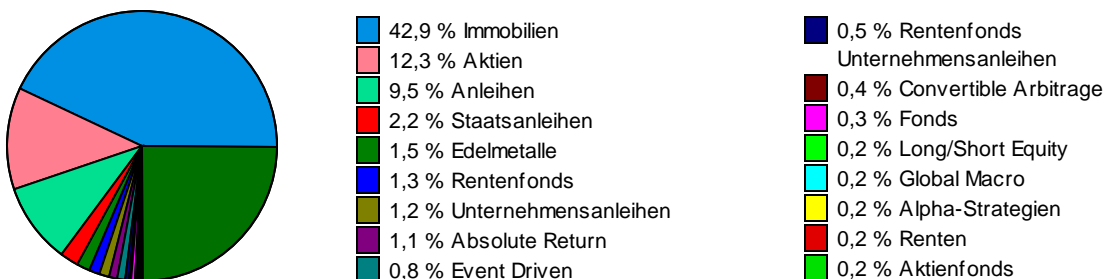 42,9 % Immobilien
12,3 % Aktien
9,5 % Anleihen
2,2 % Staatsanleihen
1,5 % Edelmetalle
1,3 % Rentenfonds
1,2 % Unternehmensanleihen
1,1 % Absolute Return
0,8 % Event Driven
0,5 % Rentenfonds
Unternehmensanleihen
0,4 % Convertible Arbitrage
0,3 % Fonds
0,2 % Long/Short Equity
0,2 % Global Macro
0,2 % Alpha-Strategien
0,2 % Renten
0,2 % Aktienfonds